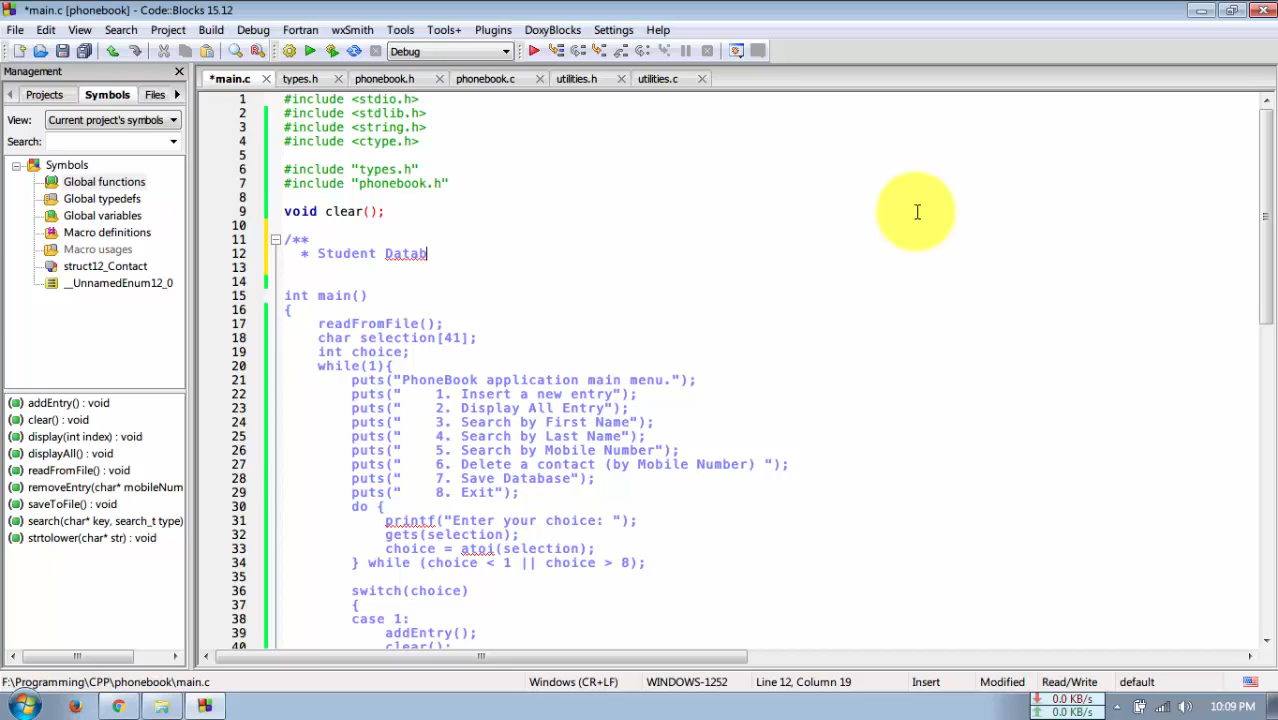 *main.c [phonebook] - Code::Blocks 15.12
File Edit View Search Project Build Debug Fortran wxSmith Tools Tools+ Plugins DoxyBlocks Settings Help
Debug
Management
*main.c types.h phonebook.h phonebook.c utilities.h utilities.c
Projects Symbols Files
View: Current project's symbols
Search:
Symbols
Global functions
Global typedefs
Global variables
Macro definitions
Macro usages
struct12_Contact
__UnnamedEnum12_0
addEntry() : void
clear() : void
display(int index) : void
displayAll() : void
readFromFile() : void
removeEntry(char* mobileNum
saveToFile() : void
search(char* key, search_t type)
strtolower(char* str) : void
1 #include <stdio.h>
2 #include <stdlib.h>
3 #include <string.h>
4 #include <ctype.h>
5
6 #include "types.h"
7 #include "phonebook.h"
8
9 void clear();
10
11 /**
12 * Student Datab
13
14
15 int main()
16 {
17 readFromFile();
18 char selection[41];
19 int choice;
20 while(1){
21 puts("PhoneBook application main menu.");
22 puts("    1. Insert a new entry");
23 puts("    2. Display All Entry");
24 puts("    3. Search by First Name");
25 puts("    4. Search by Last Name");
26 puts("    5. Search by Mobile Number");
27 puts("    6. Delete a contact (by Mobile Number) ");
28 puts("    7. Save Database");
29 puts("    8. Exit");
30 do {
31 printf("Enter your choice: ");
32 gets(selection);
33 choice = atoi(selection);
34 } while (choice < 1 || choice > 8);
35
36 switch(choice)
37 {
38 case 1:
39 addEntry();
40 clear();
F:\Programming\CPP\phonebook\main.c Windows (CR+LF) WINDOWS-1252 Line 12, Column 19 Insert Modified Read/Write default
0.0 KB/s
0.0 KB/s
10:09 PM